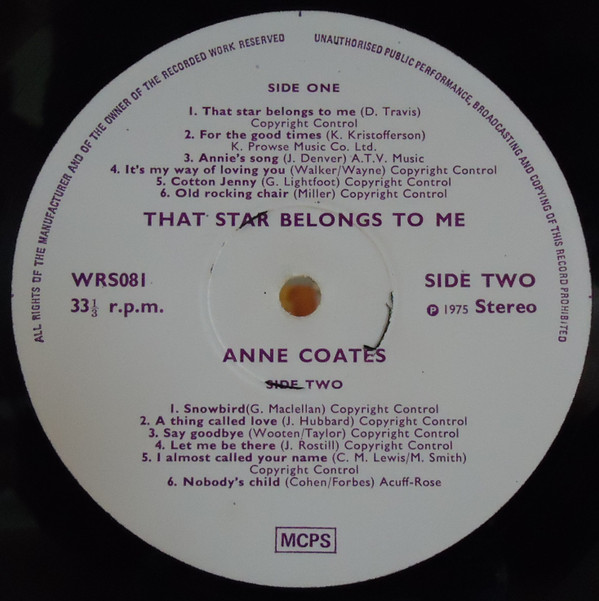 ALL RIGHTS OF THE MANUFACTURER AND OF THE OWNER OF THE RECORDED WORK RESERVED
UNAUTHORISED PUBLIC PERFORMANCE, BROADCASTING AND COPYING OF THIS RECORD PROHIBITED
SIDE ONE
1. That star belongs to me (D. Travis)
Copyright Control
2. For the good times (K. Kristofferson)
K. Prowse Music Co. Ltd.
3. Annie's song (J. Denver) A.T.V. Music
4. It's my way of loving you (Walker/Wayne) Copyright Control
5. Cotton Jenny (G. Lightfoot) Copyright Control
6. Old rocking chair (Miller) Copyright Control
THAT STAR BELONGS TO ME
WRS081
33⅓ r.p.m.
SIDE TWO
Ⓟ 1975 Stereo
ANNE COATES
SIDE TWO
1. Snowbird(G. Maclellan) Copyright Control
2. A thing called love (J. Hubbard) Copyright Control
3. Say goodbye (Wooten/Taylor) Copyright Control
4. Let me be there (J. Rostill) Copyright Control
5. I almost called your name (C. M. Lewis/M. Smith)
Copyright Control
6. Nobody's child (Cohen/Forbes) Acuff-Rose
MCPS